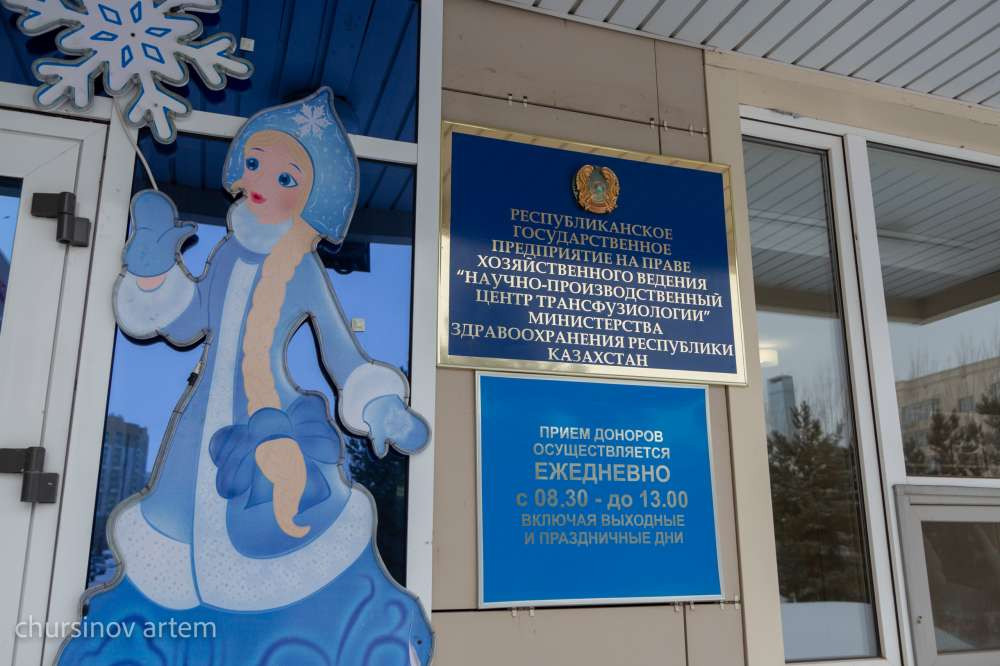 РЕСПУБЛИКАНСКОЕ
ГОСУДАРСТВЕННОЕ
ПРЕДПРИЯТИЕ НА ПРАВЕ
ХОЗЯЙСТВЕННОГО ВЕДЕНИЯ
"НАУЧНО-ПРОИЗВОДСТВЕННЫЙ
ЦЕНТР ТРАНСФУЗИОЛОГИИ"
МИНИСТЕРСТВА
ЗДРАВООХРАНЕНИЯ РЕСПУБЛИКИ
КАЗАХСТАН
ПРИЕМ ДОНОРОВ
ОСУЩЕСТВЛЯЕТСЯ
ЕЖЕДНЕВНО
с 08.30 - до 13.00
ВКЛЮЧАЯ ВЫХОДНЫЕ
И ПРАЗДНИЧНЫЕ ДНИ
chursinov artem